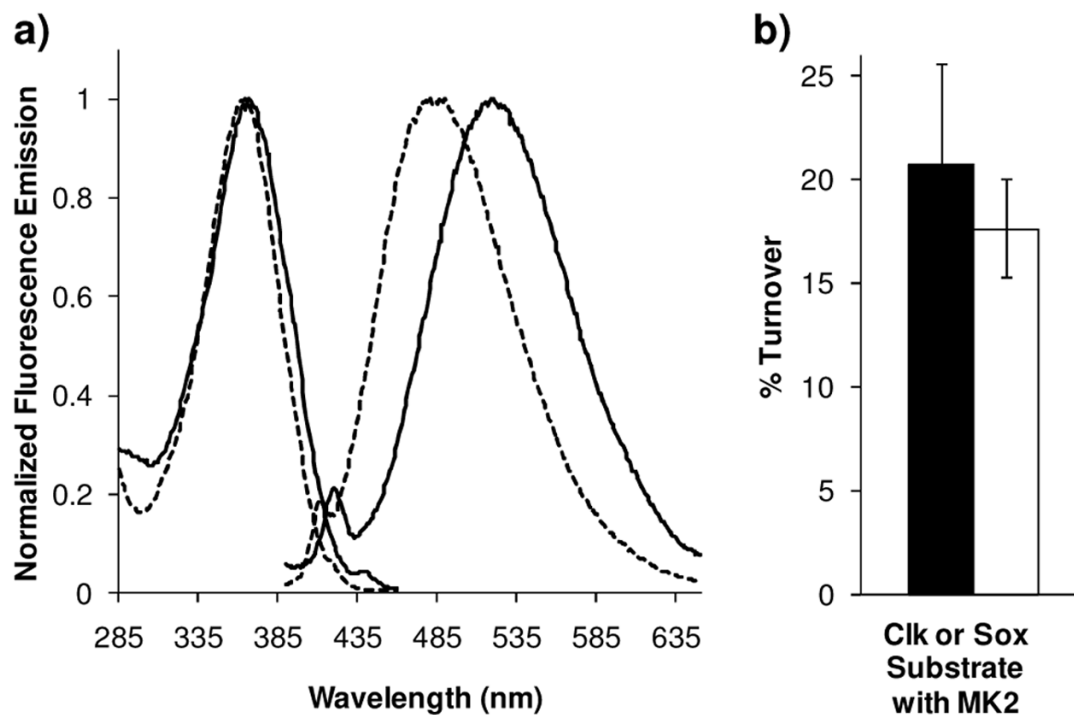 a)
Normalized Fluorescence Emission
1
0.8
0.6
0.4
0.2
0
285 335 385 435 485 535 585 635
Wavelength (nm)
b)
% Turnover
25
20
15
10
5
0
Clk or Sox
Substrate
with MK2